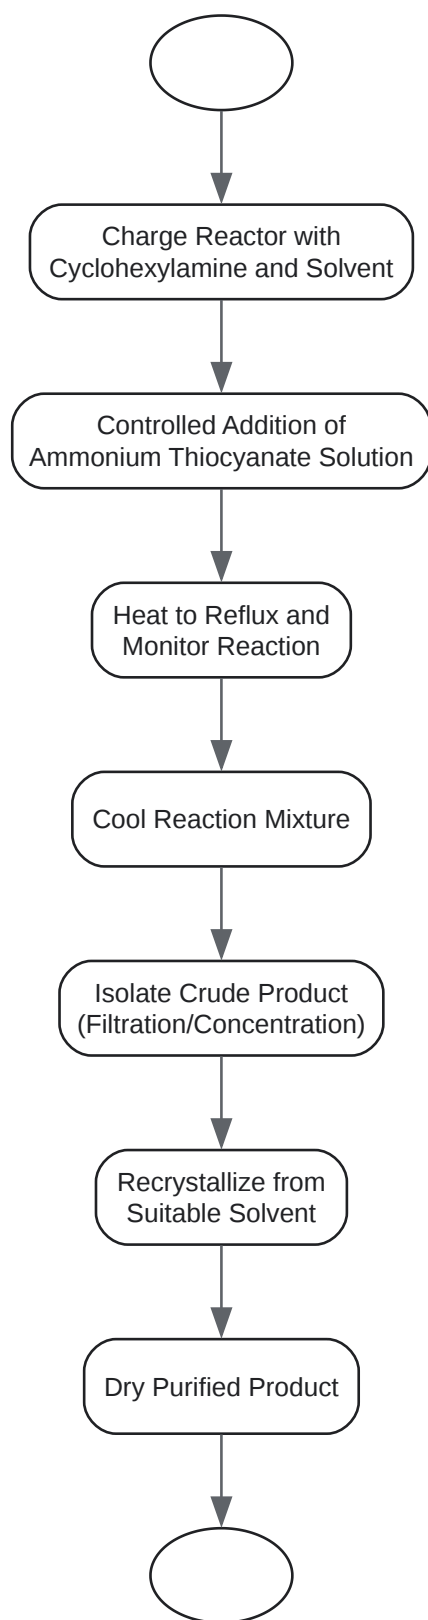 Charge Reactor with
Cyclohexylamine and Solvent
Controlled Addition of
Ammonium Thiocyanate Solution
Heat to Reflux and
Monitor Reaction
Cool Reaction Mixture
Isolate Crude Product
(Filtration/Concentration)
Recrystallize from
Suitable Solvent
Dry Purified Product